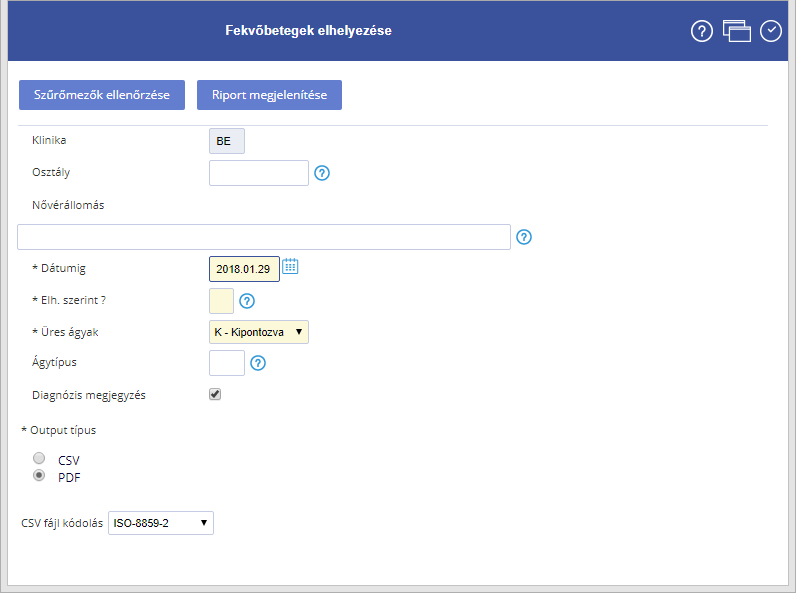 Fekvőbetegek elhelyezése
Szűrőmezők ellenőrzése Riport megjelenítése
Klinika BE
Osztály
Nővérállomás
* Dátumig 2018.01.29
* Elh. szerint ?
* Üres ágyak K - Kipontozva
Ágytípus
Diagnózis megjegyzés
* Output típus
CSV
PDF
CSV fájl kódolás ISO-8859-2